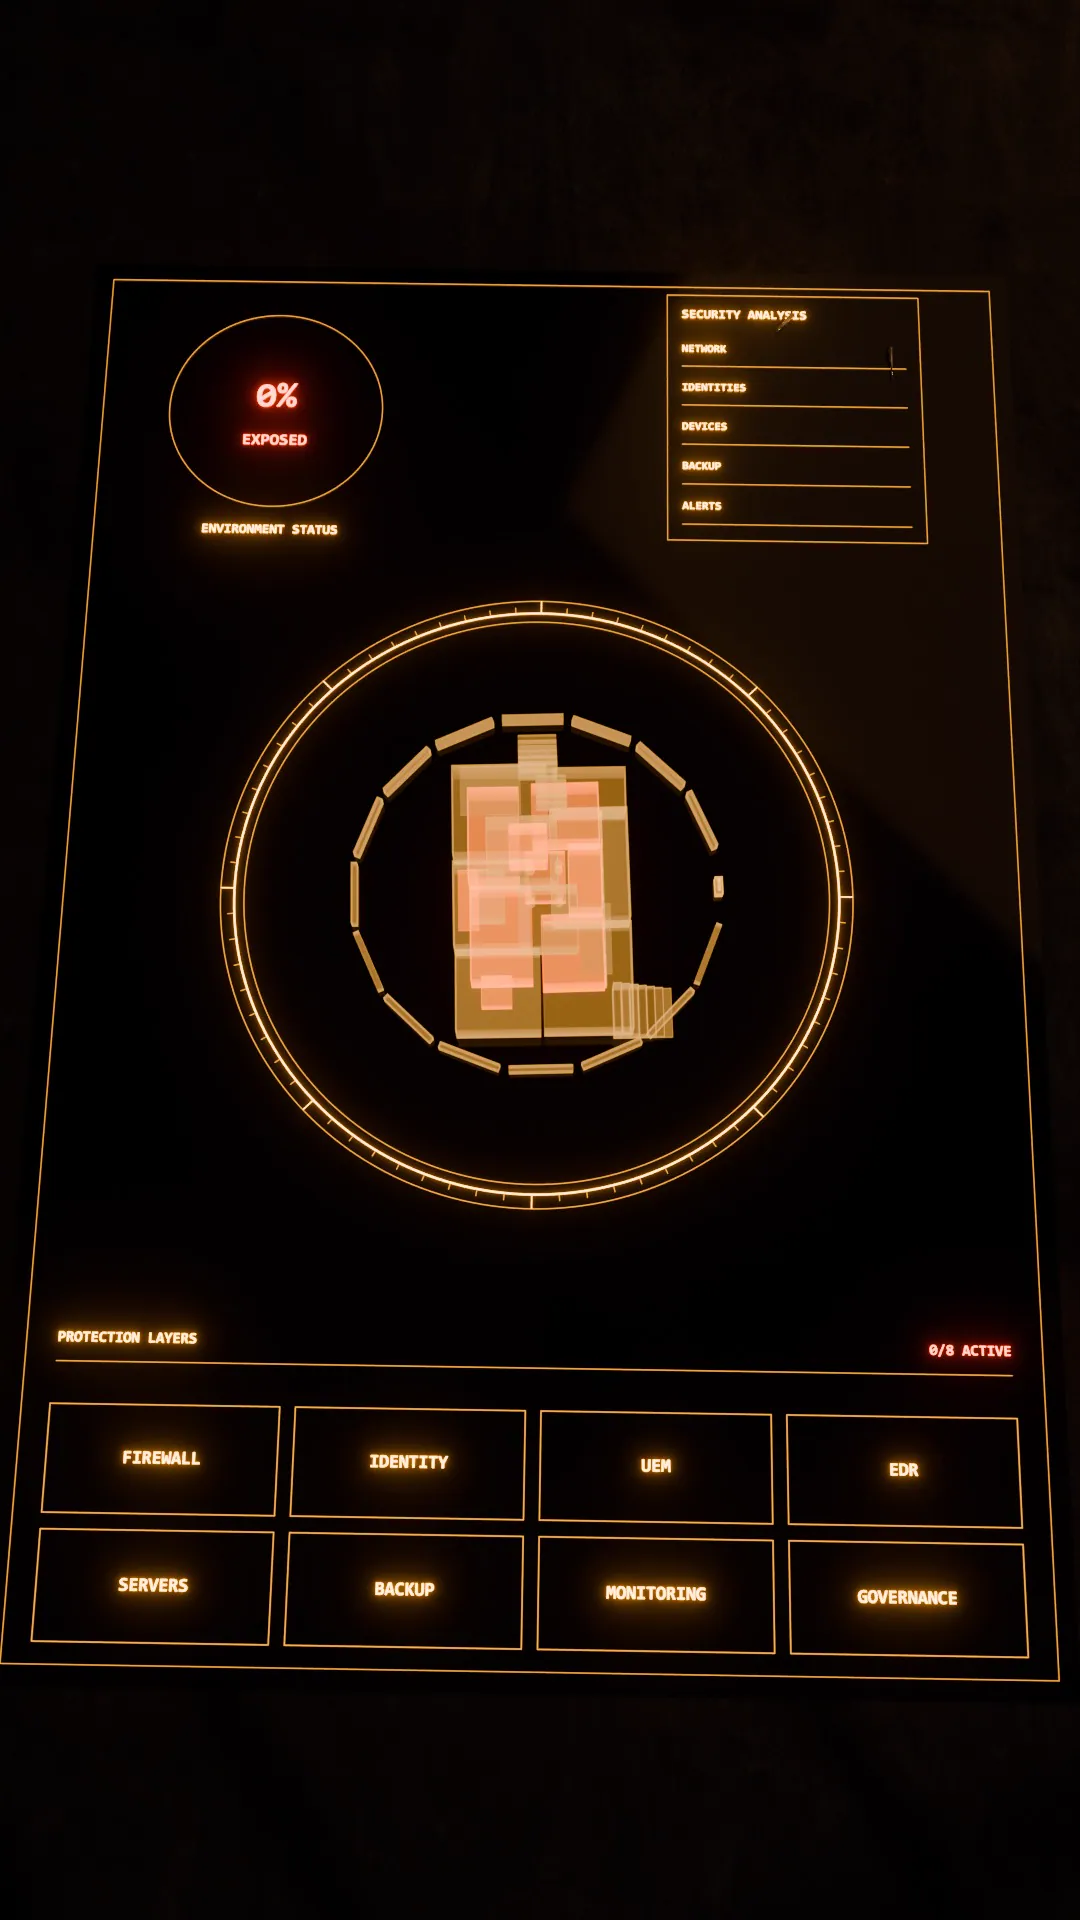 0%
EXPOSED
ENVIRONMENT STATUS
SECURITY ANALYSIS
NETWORK
IDENTITIES
DEVICES
BACKUP
ALERTS
PROTECTION LAYERS
0/8 ACTIVE
FIREWALL
IDENTITY
UEM
EDR
SERVERS
BACKUP
MONITORING
GOVERNANCE